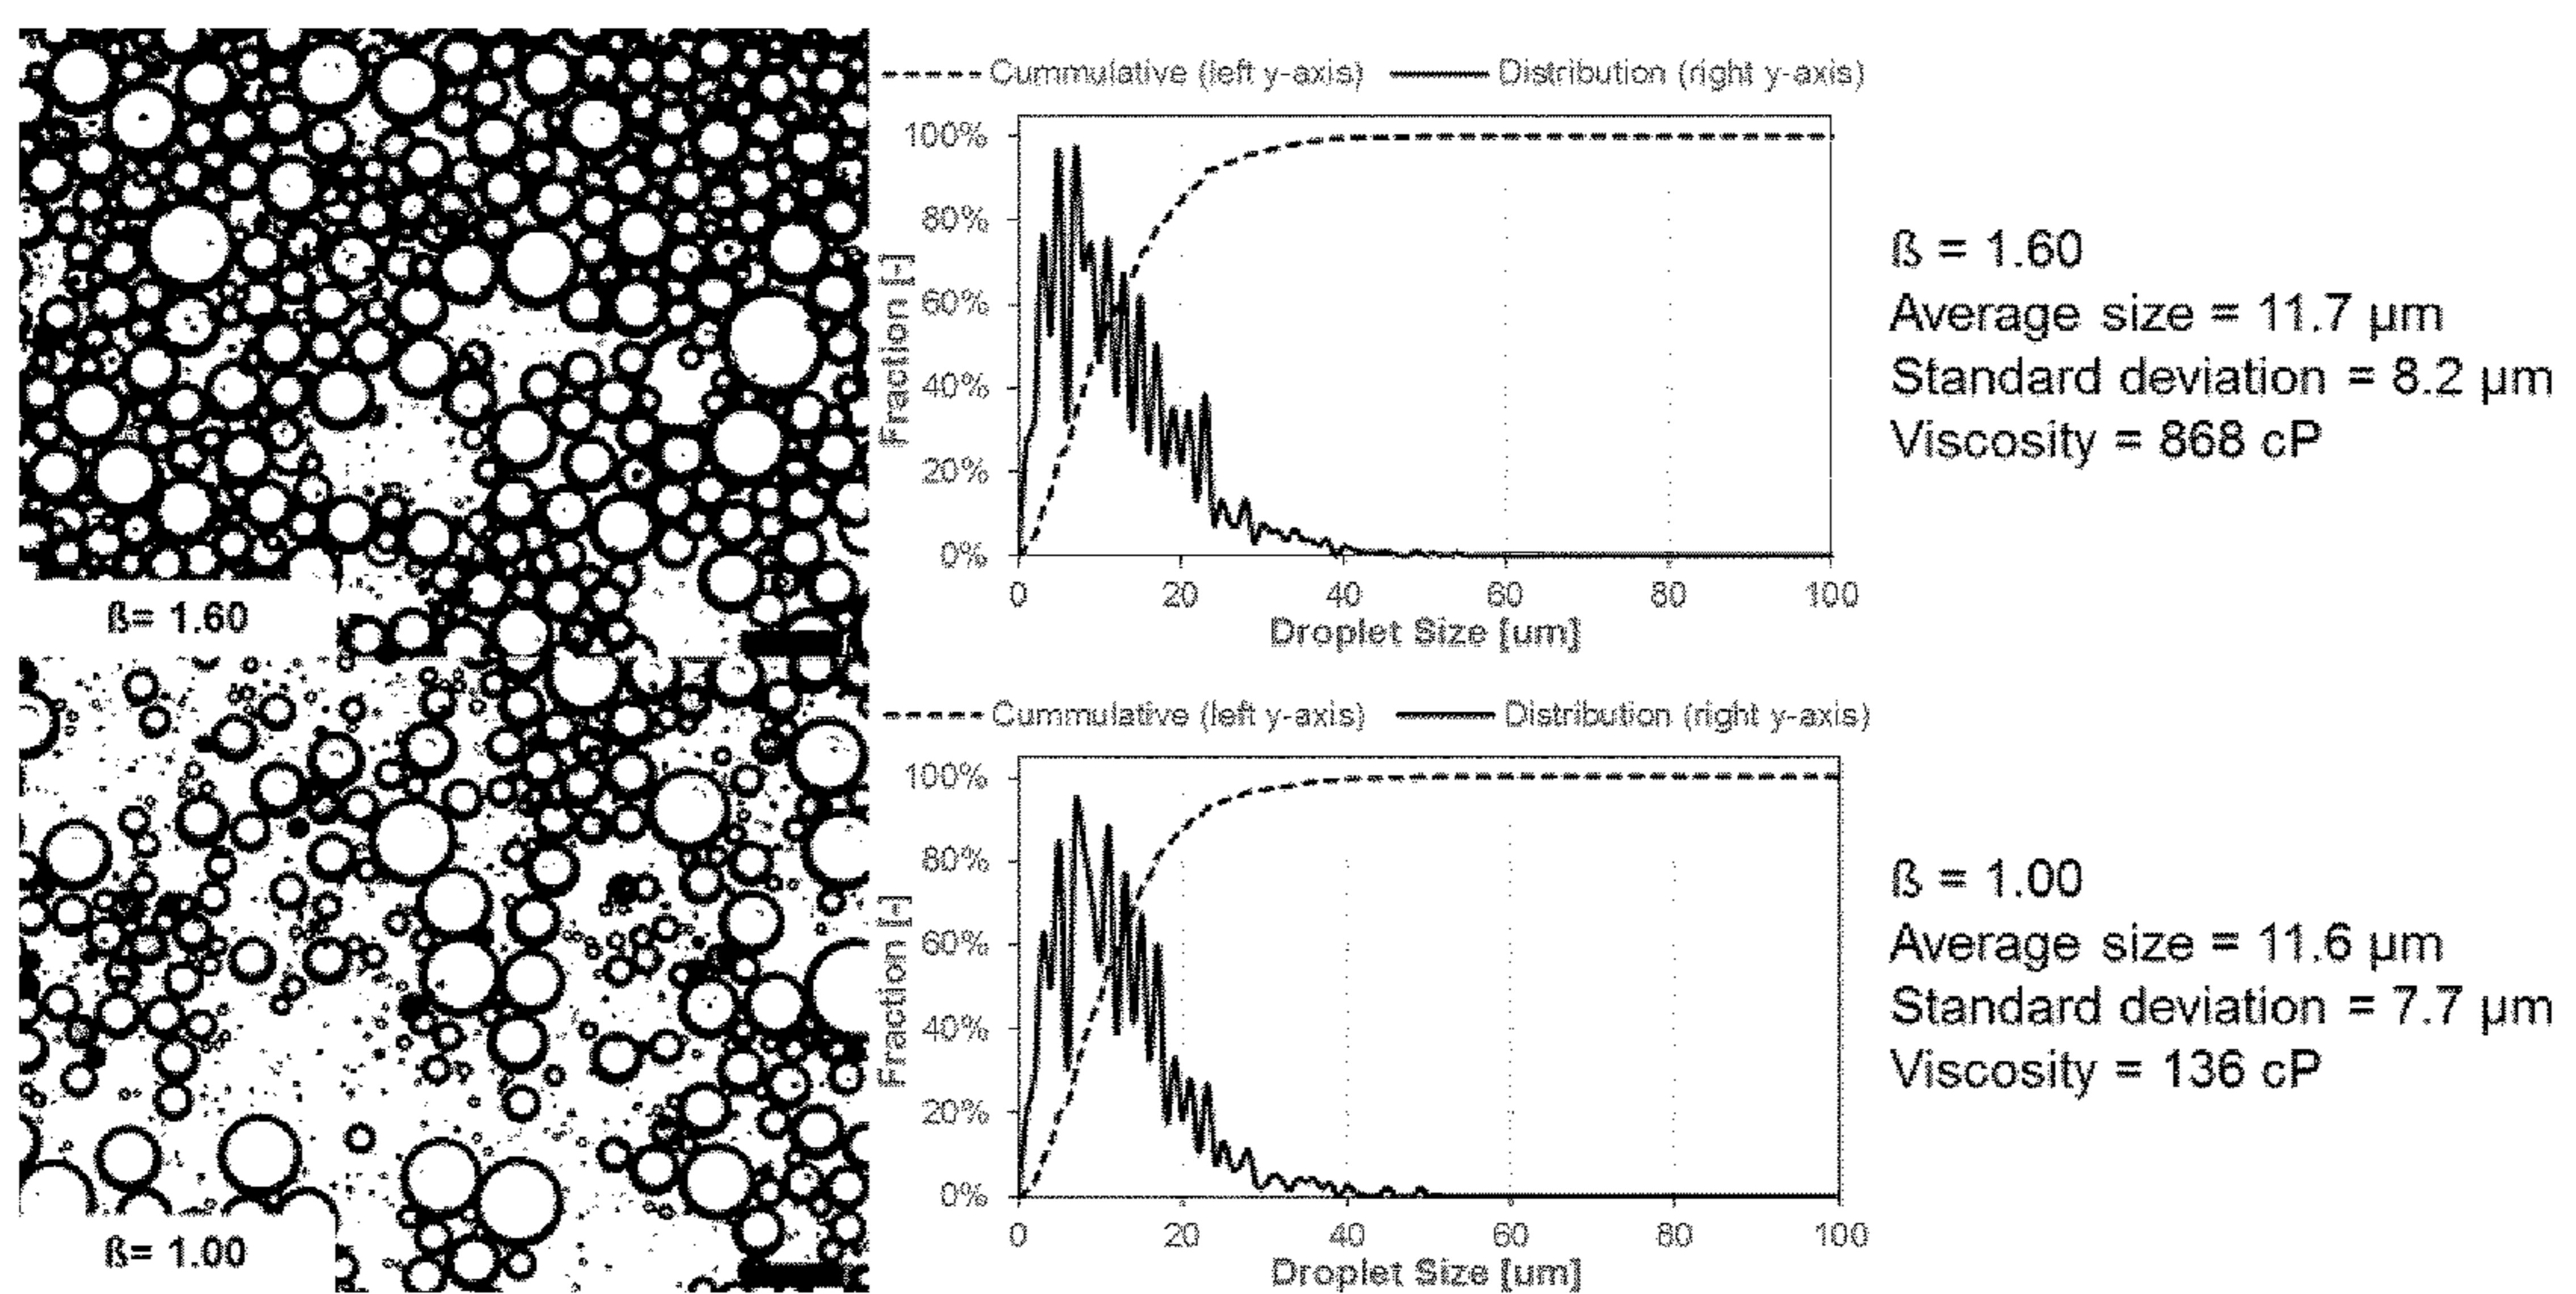 Cummulative (left y-axis) Distribution (right y-axis)
100%
80%
60%
40%
20%
0%
Fraction [-]
0 20 40 60 80 100
Droplet Size [um]
ß = 1.60
Average size = 11.7 µm
Standard deviation = 8.2 µm
Viscosity = 868 cP
ß= 1.60
Cummulative (left y-axis) Distribution (right y-axis)
100%
80%
60%
40%
20%
0%
Fraction [-]
0 20 40 60 80 100
Droplet Size [um]
ß = 1.00
Average size = 11.6 µm
Standard deviation = 7.7 µm
Viscosity = 136 cP
ß= 1.00